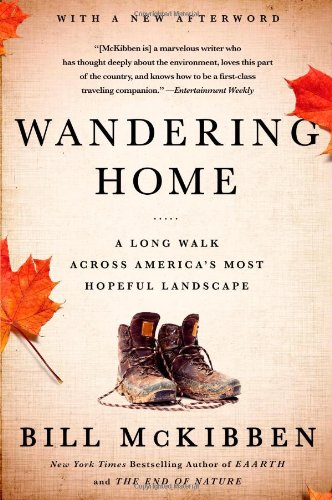 WITH A NEW AFTERWORD
“[McKibben is] a marvelous writer who
has thought deeply about the environment, loves this
part of the country, and knows how to be a first-class
traveling companion.” —Entertainment Weekly
WANDERING
HOME
.....
A LONG WALK
ACROSS AMERICA’S MOST
HOPEFUL LANDSCAPE
BILL McKIBBEN
New York Times Bestselling Author of EAARTH
and THE END OF NATURE